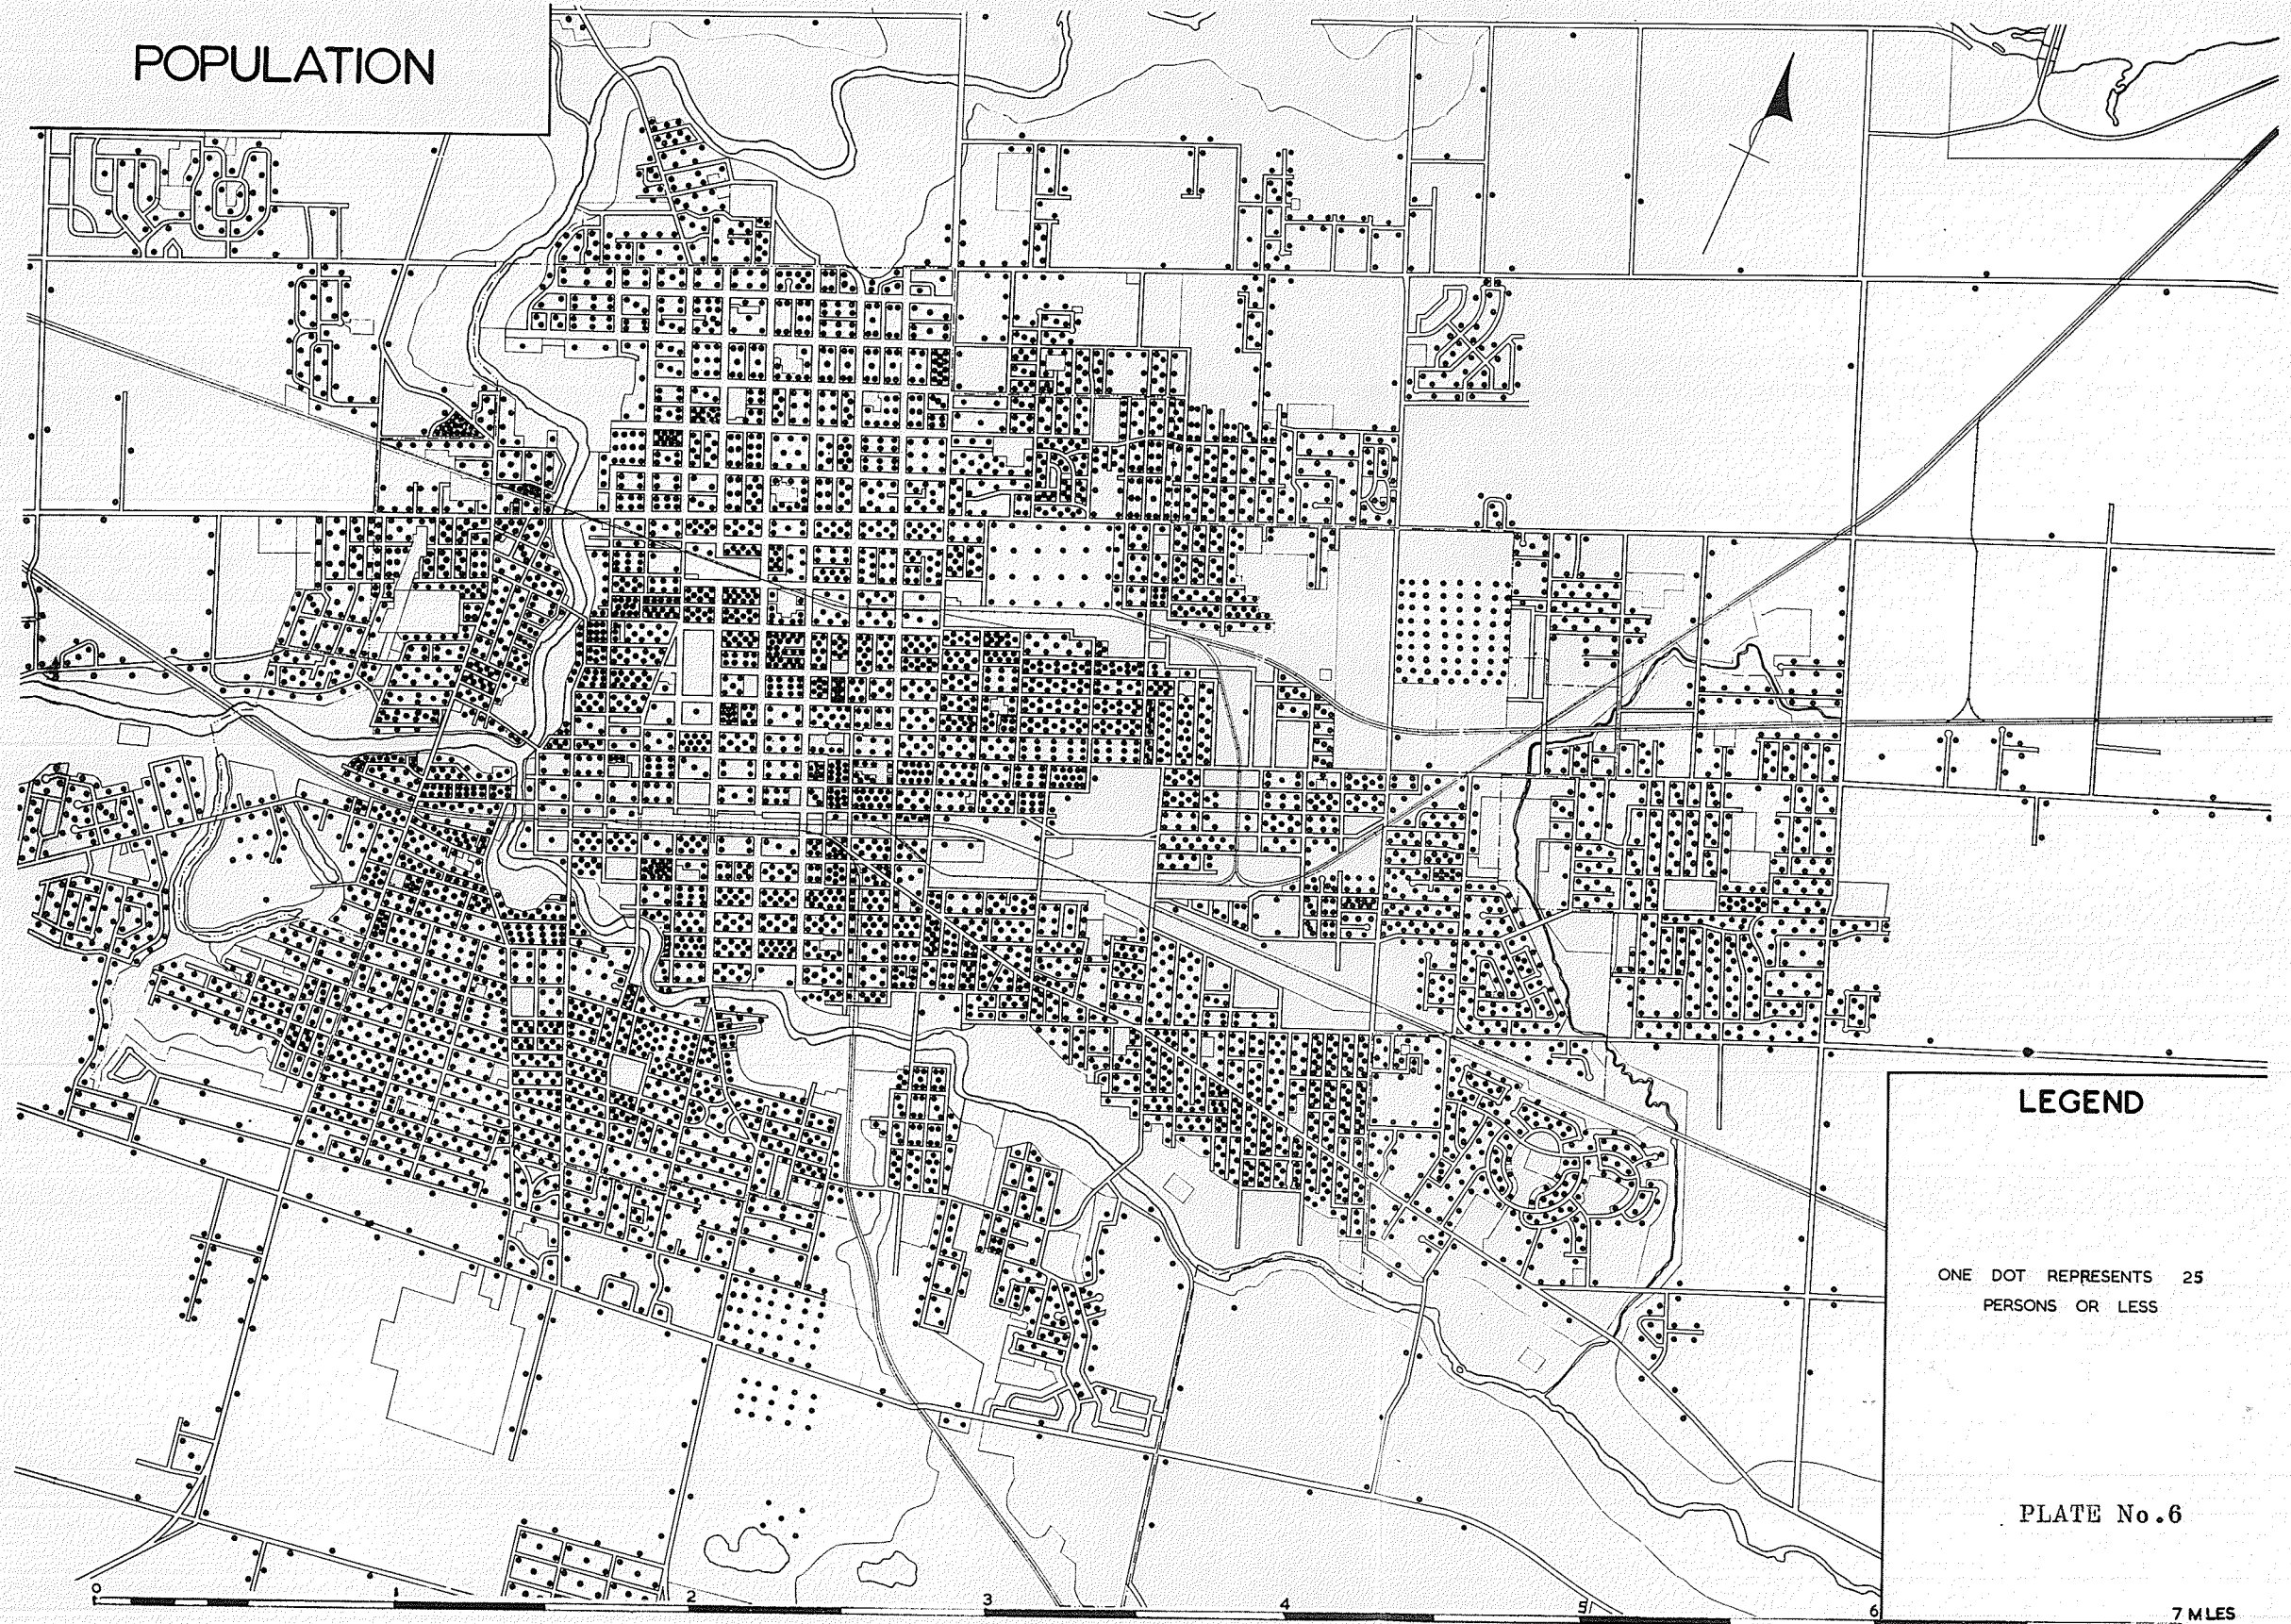 POPULATION
LEGEND
ONE DOT REPRESENTS 25
PERSONS OR LESS
PLATE No.6
0 1 2 3 4 5 6 7 M LES